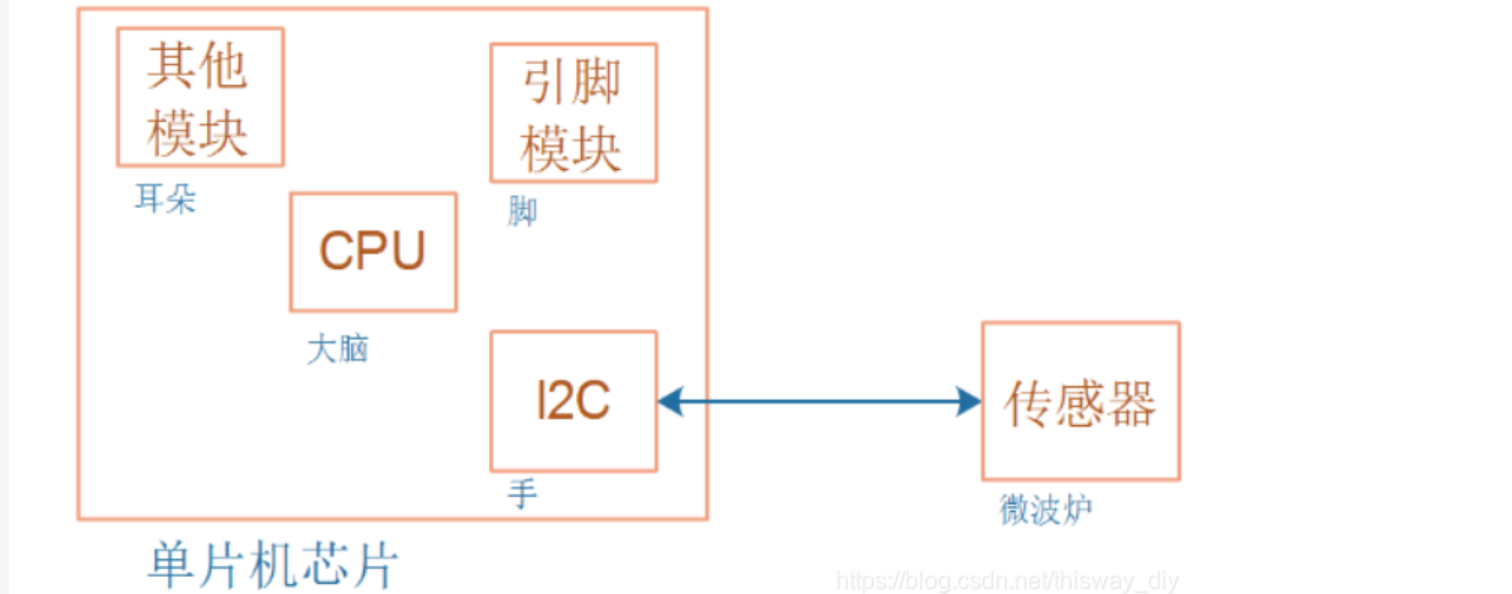 其他
模块
耳朵
引脚
模块
脚
CPU
大脑
I2C
手
传感器
微波炉
单片机芯片
https://blog.csdn.net/thisway_diy